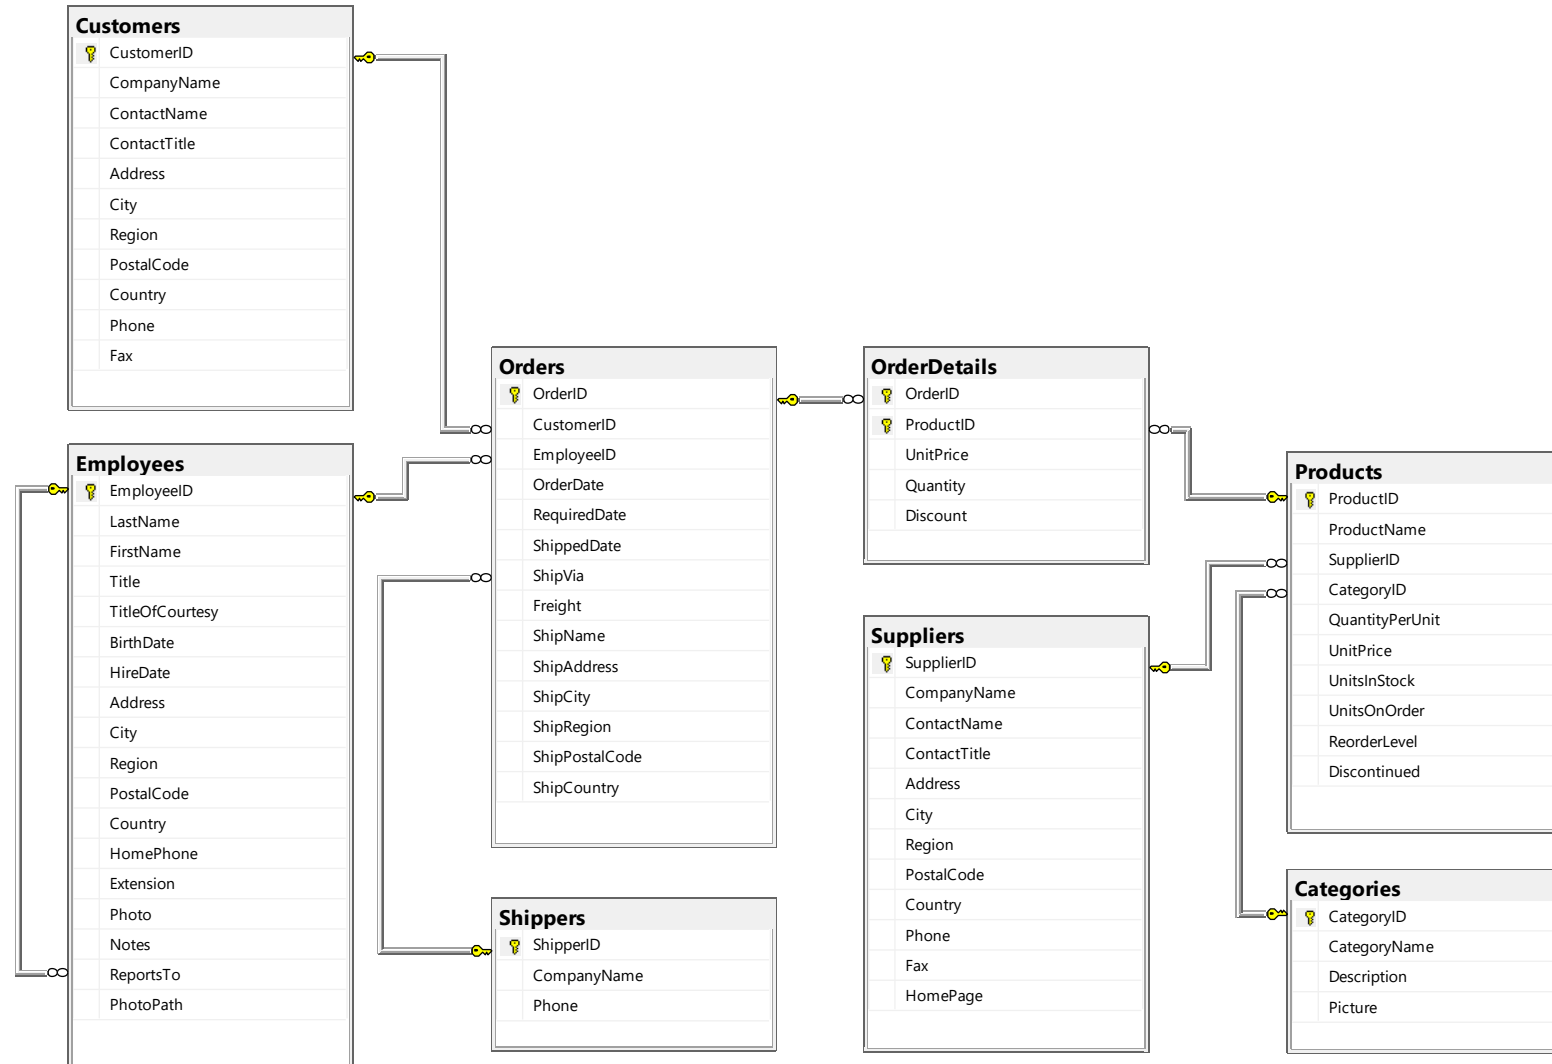 Customers
CustomerID
CompanyName
ContactName
ContactTitle
Address
City
Region
PostalCode
Country
Phone
Fax
Employees
EmployeeID
LastName
FirstName
Title
TitleOfCourtesy
BirthDate
HireDate
Address
City
Region
PostalCode
Country
HomePhone
Extension
Photo
Notes
ReportsTo
PhotoPath
Orders
OrderID
CustomerID
EmployeeID
OrderDate
RequiredDate
ShippedDate
ShipVia
Freight
ShipName
ShipAddress
ShipCity
ShipRegion
ShipPostalCode
ShipCountry
Shippers
ShipperID
CompanyName
Phone
OrderDetails
OrderID
ProductID
UnitPrice
Quantity
Discount
Suppliers
SupplierID
CompanyName
ContactName
ContactTitle
Address
City
Region
PostalCode
Country
Phone
Fax
HomePage
Products
ProductID
ProductName
SupplierID
CategoryID
QuantityPerUnit
UnitPrice
UnitsInStock
UnitsOnOrder
ReorderLevel
Discontinued
Categories
CategoryID
CategoryName
Description
Picture